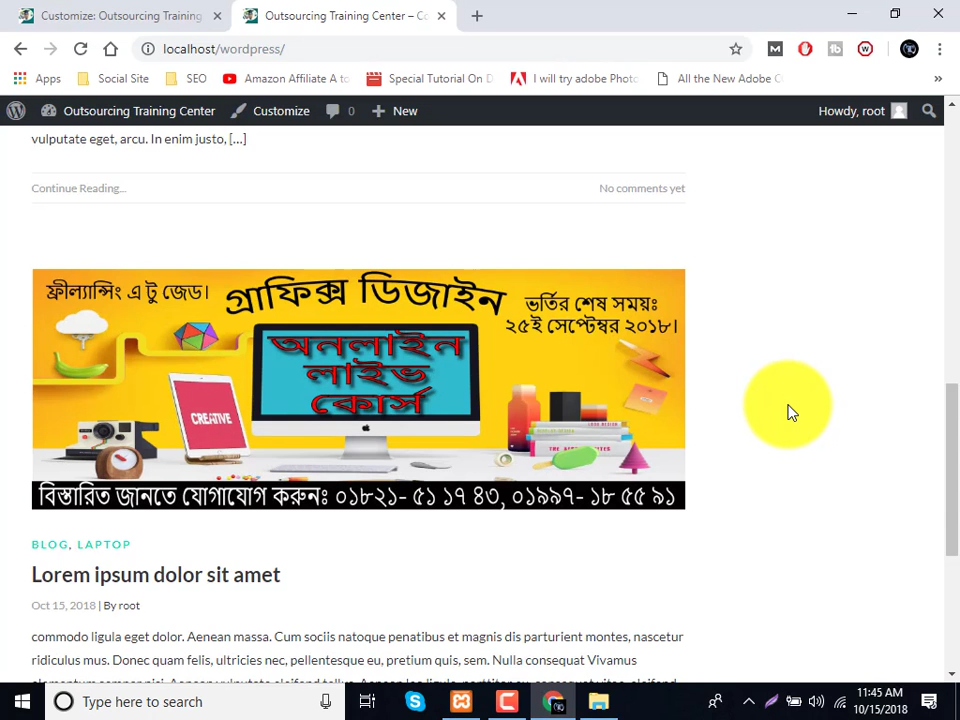 Customize: Outsourcing Training
Outsourcing Training Center – Co
localhost/wordpress/
Apps
Social Site
SEO
Amazon Affiliate A to
Special Tutorial On D
I will try adobe Photo
All the New Adobe C
Outsourcing Training Center
Customize
0
New
Howdy, root
vulputate eget, arcu. In enim justo, […]
Continue Reading...
No comments yet
ফ্রীল্যান্সিং এ টু জেড।
গ্রাফিক্স ডিজাইন
ভর্তির শেষ সময়ঃ
২৫ই সেপ্টেম্বর ২০১৮।
অনলাইন
লাইভ
কোর্স
CREATIVE
বিস্তারিত জানতে যোগাযোগ করুনঃ ০১৮২১- ৫১ ১৭ ৪৩, ০১৯৯৭- ১৮ ৫৫ ৯১
BLOG, LAPTOP
Lorem ipsum dolor sit amet
Oct 15, 2018 | By root
commodo ligula eget dolor. Aenean massa. Cum sociis natoque penatibus et magnis dis parturient montes, nascetur
ridiculus mus. Donec quam felis, ultricies nec, pellentesque eu, pretium quis, sem. Nulla consequat Vivamus
Type here to search
11:45 AM
10/15/2018